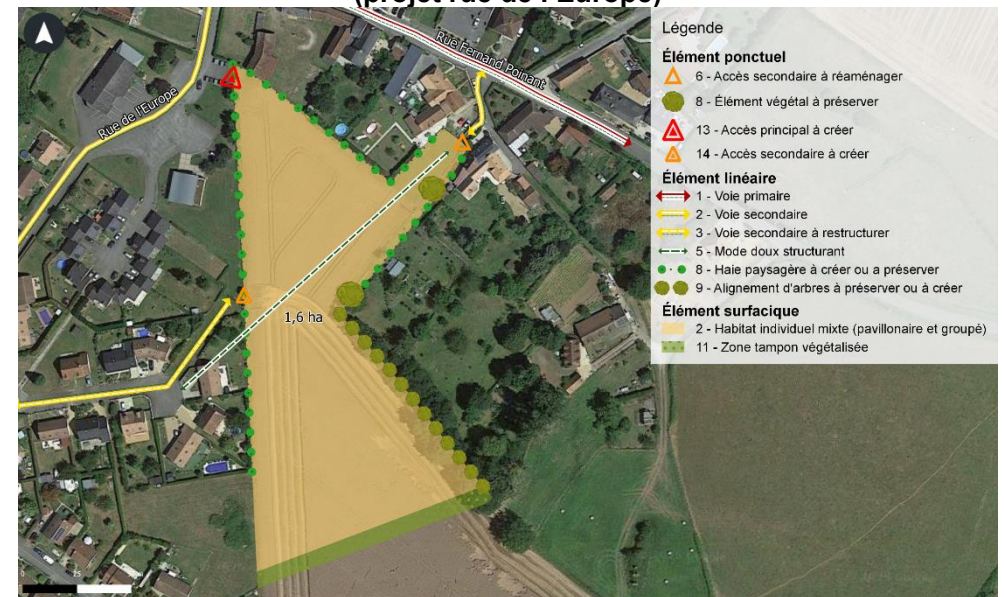 (projet rue de l'Europe)
Rue Fernand Poinant
Rue de l'Europe
1,6 ha
Légende
Élément ponctuel
6 - Accès secondaire à réaménager
8 - Élément végétal à préserver
13 - Accès principal à créer
14 - Accès secondaire à créer
Élément linéaire
1 - Voie primaire
2 - Voie secondaire
3 - Voie secondaire à restructurer
5 - Mode doux structurant
8 - Haie paysagère à créer ou a préserver
9 - Alignement d'arbres à préserver ou à créer
Élément surfacique
2 - Habitat individuel mixte (pavillonaire et groupé)
11 - Zone tampon végétalisée
0 25